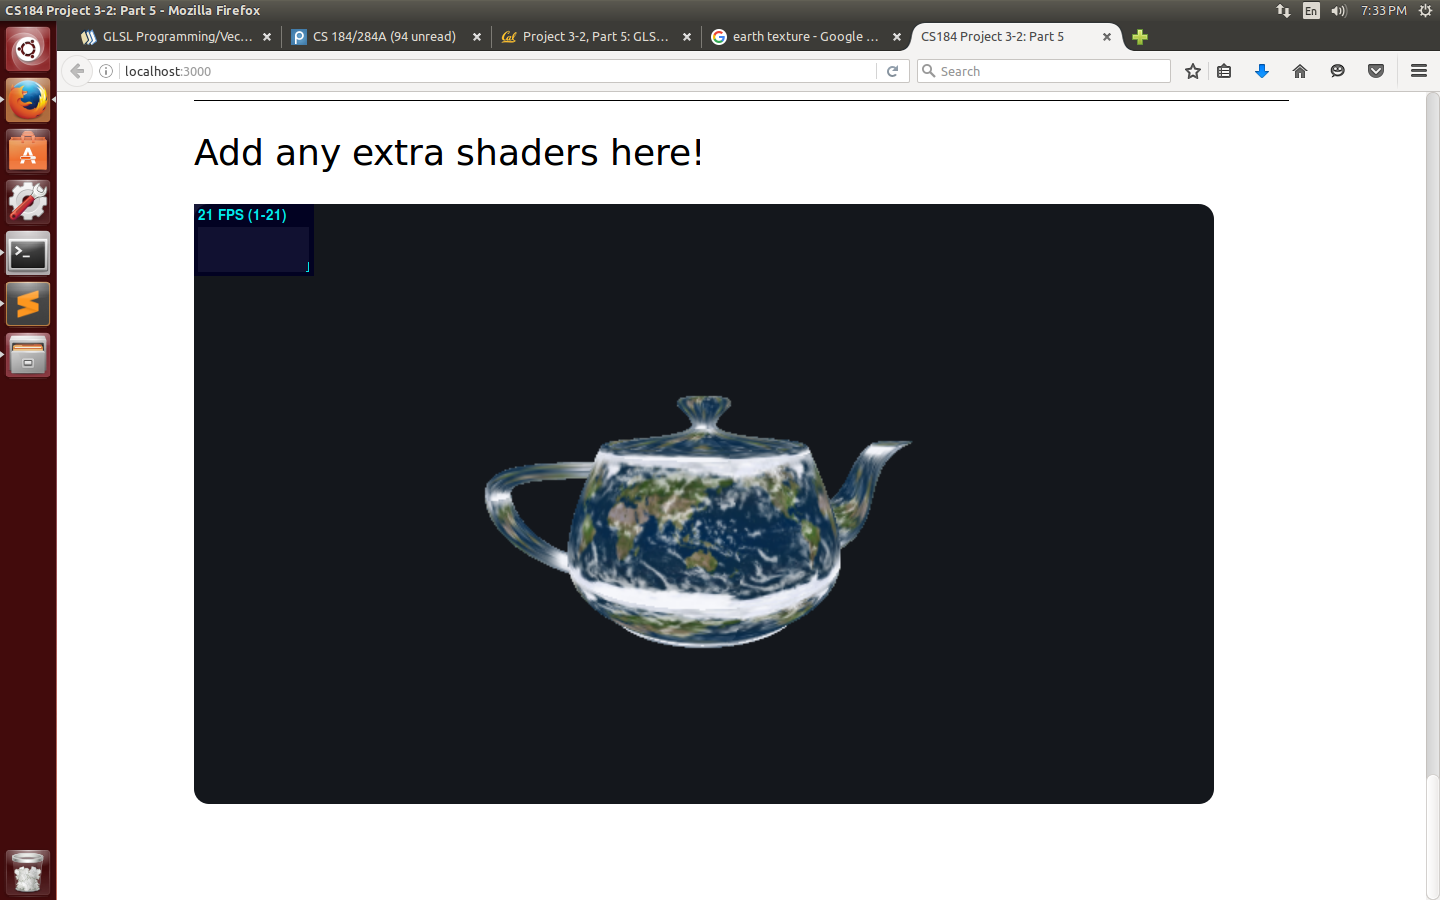 CS184 Project 3-2: Part 5 - Mozilla Firefox
En
7:33 PM
GLSL Programming/Vec...
CS 184/284A (94 unread)
Cal
Project 3-2, Part 5: GLS...
earth texture - Google ...
CS184 Project 3-2: Part 5
localhost:3000
Search
Add any extra shaders here!
21 FPS (1-21)